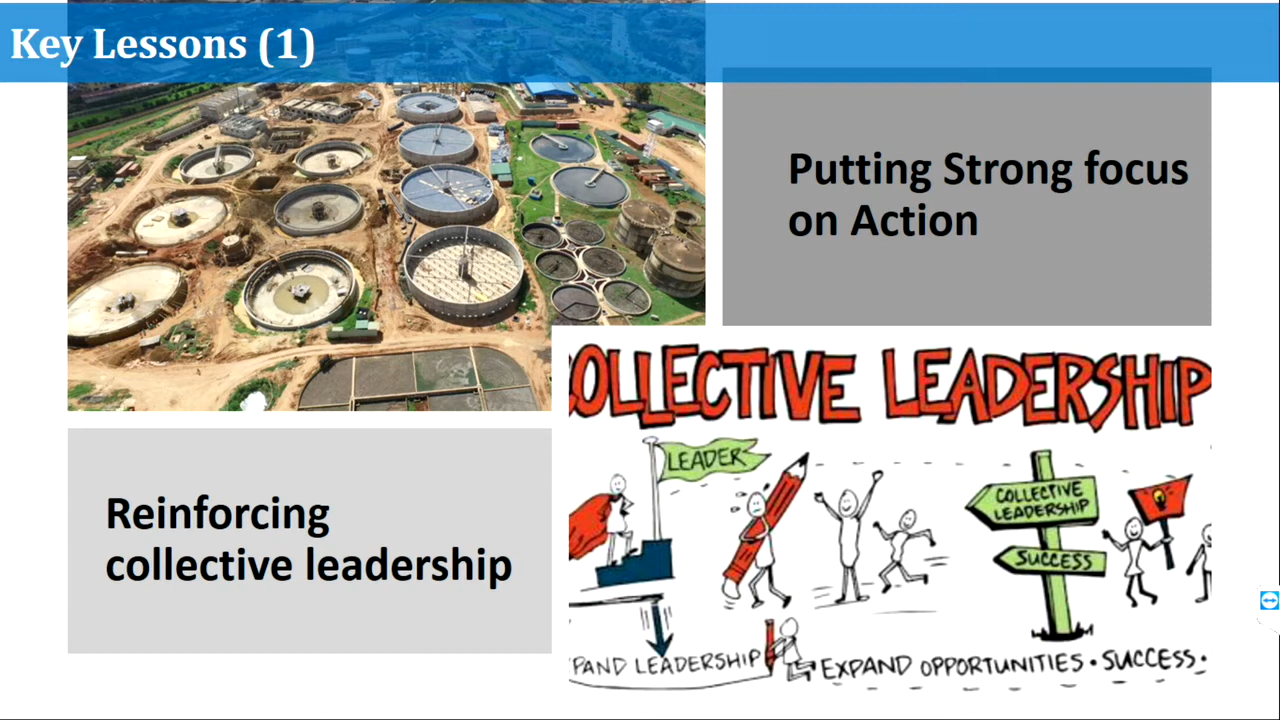 Key Lessons (1)
Putting Strong focus
on Action
Reinforcing
collective leadership
OLLECTIVE LEADERSHIP
LEADER
COLLECTIVE
LEADERSHIP
SUCCESS
PAND LEADERSHIP
EXPAND OPPORTUNITIES • SUCCESS •